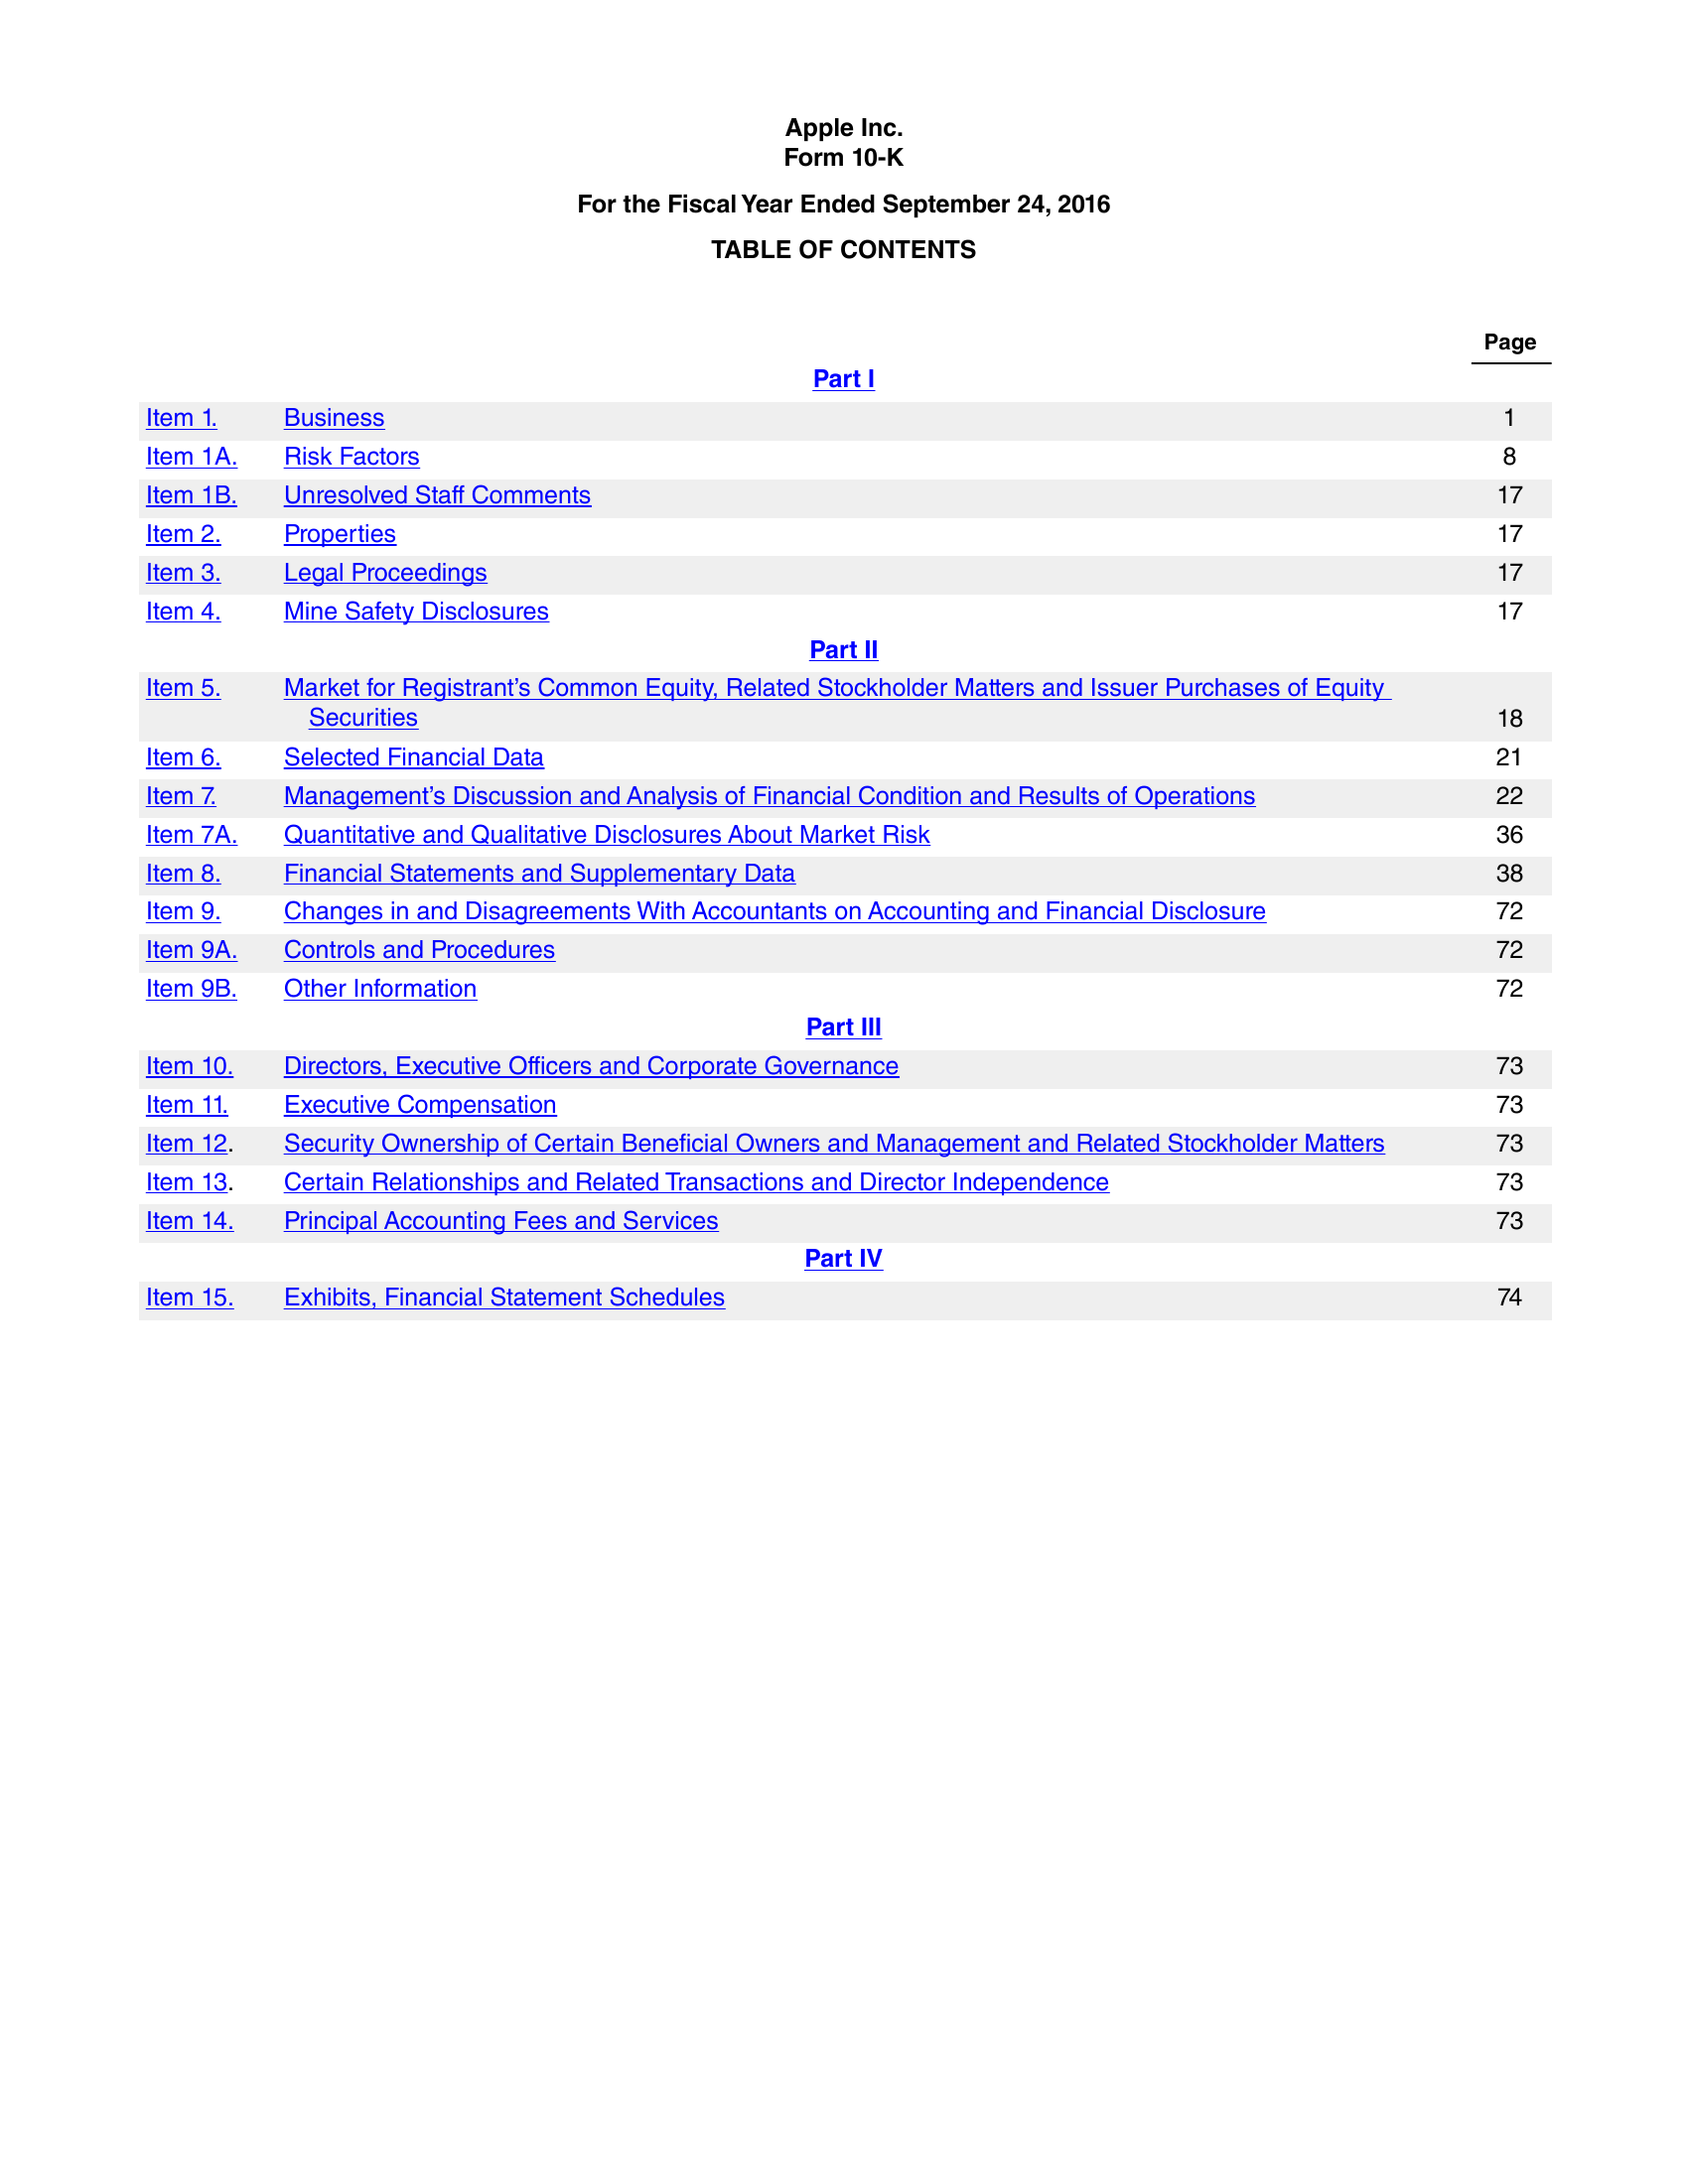 Apple Inc.
Form 10-K
For the Fiscal Year Ended September 24, 2016
TABLE OF CONTENTS
Page
Part I
Item 1. Business 1
Item 1A. Risk Factors 8
Item 1B. Unresolved Staff Comments 17
Item 2. Properties 17
Item 3. Legal Proceedings 17
Item 4. Mine Safety Disclosures 17
Part II
Item 5. Market for Registrant’s Common Equity, Related Stockholder Matters and Issuer Purchases of Equity
Securities 18
Item 6. Selected Financial Data 21
Item 7. Management’s Discussion and Analysis of Financial Condition and Results of Operations 22
Item 7A. Quantitative and Qualitative Disclosures About Market Risk 36
Item 8. Financial Statements and Supplementary Data 38
Item 9. Changes in and Disagreements With Accountants on Accounting and Financial Disclosure 72
Item 9A. Controls and Procedures 72
Item 9B. Other Information 72
Part III
Item 10. Directors, Executive Officers and Corporate Governance 73
Item 11. Executive Compensation 73
Item 12. Security Ownership of Certain Beneficial Owners and Management and Related Stockholder Matters 73
Item 13. Certain Relationships and Related Transactions and Director Independence 73
Item 14. Principal Accounting Fees and Services 73
Part IV
Item 15. Exhibits, Financial Statement Schedules 74